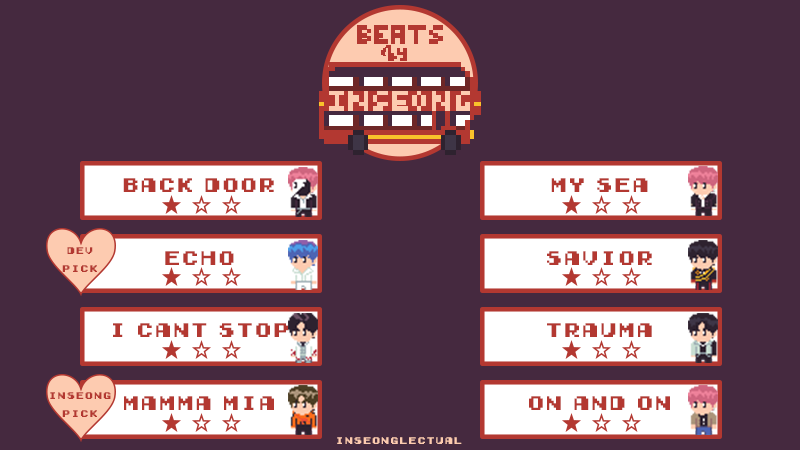 BEATS
by
INSEONG
BACK DOOR
MY SEA
DEV
PICK
ECHO
SAVIOR
I CANT STOP
TRAUMA
INSEONG
PICK
MAMMA MIA
ON AND ON
INSEONGLECTUAL